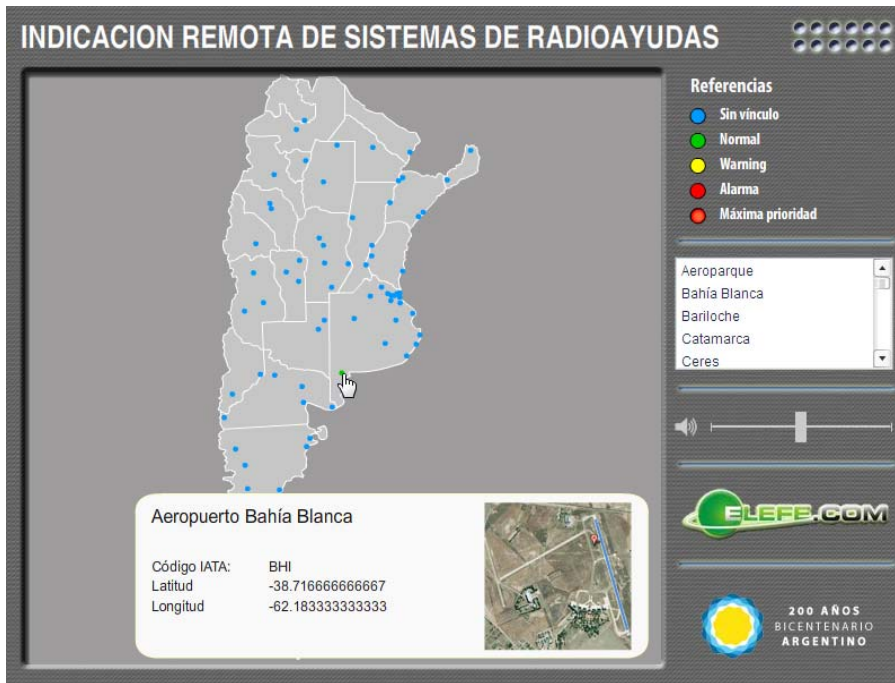 INDICACION REMOTA DE SISTEMAS DE RADIOAYUDAS
Referencias
Sin vínculo
Normal
Warning
Alarma
Máxima prioridad
Aeroparque
Bahía Blanca
Bariloche
Catamarca
Ceres
Aeropuerto Bahía Blanca
Código IATA: BHI
Latitud -38.716666666667
Longitud -62.183333333333
ELEFE.COM
200 AÑOS
BICENTENARIO
ARGENTINO